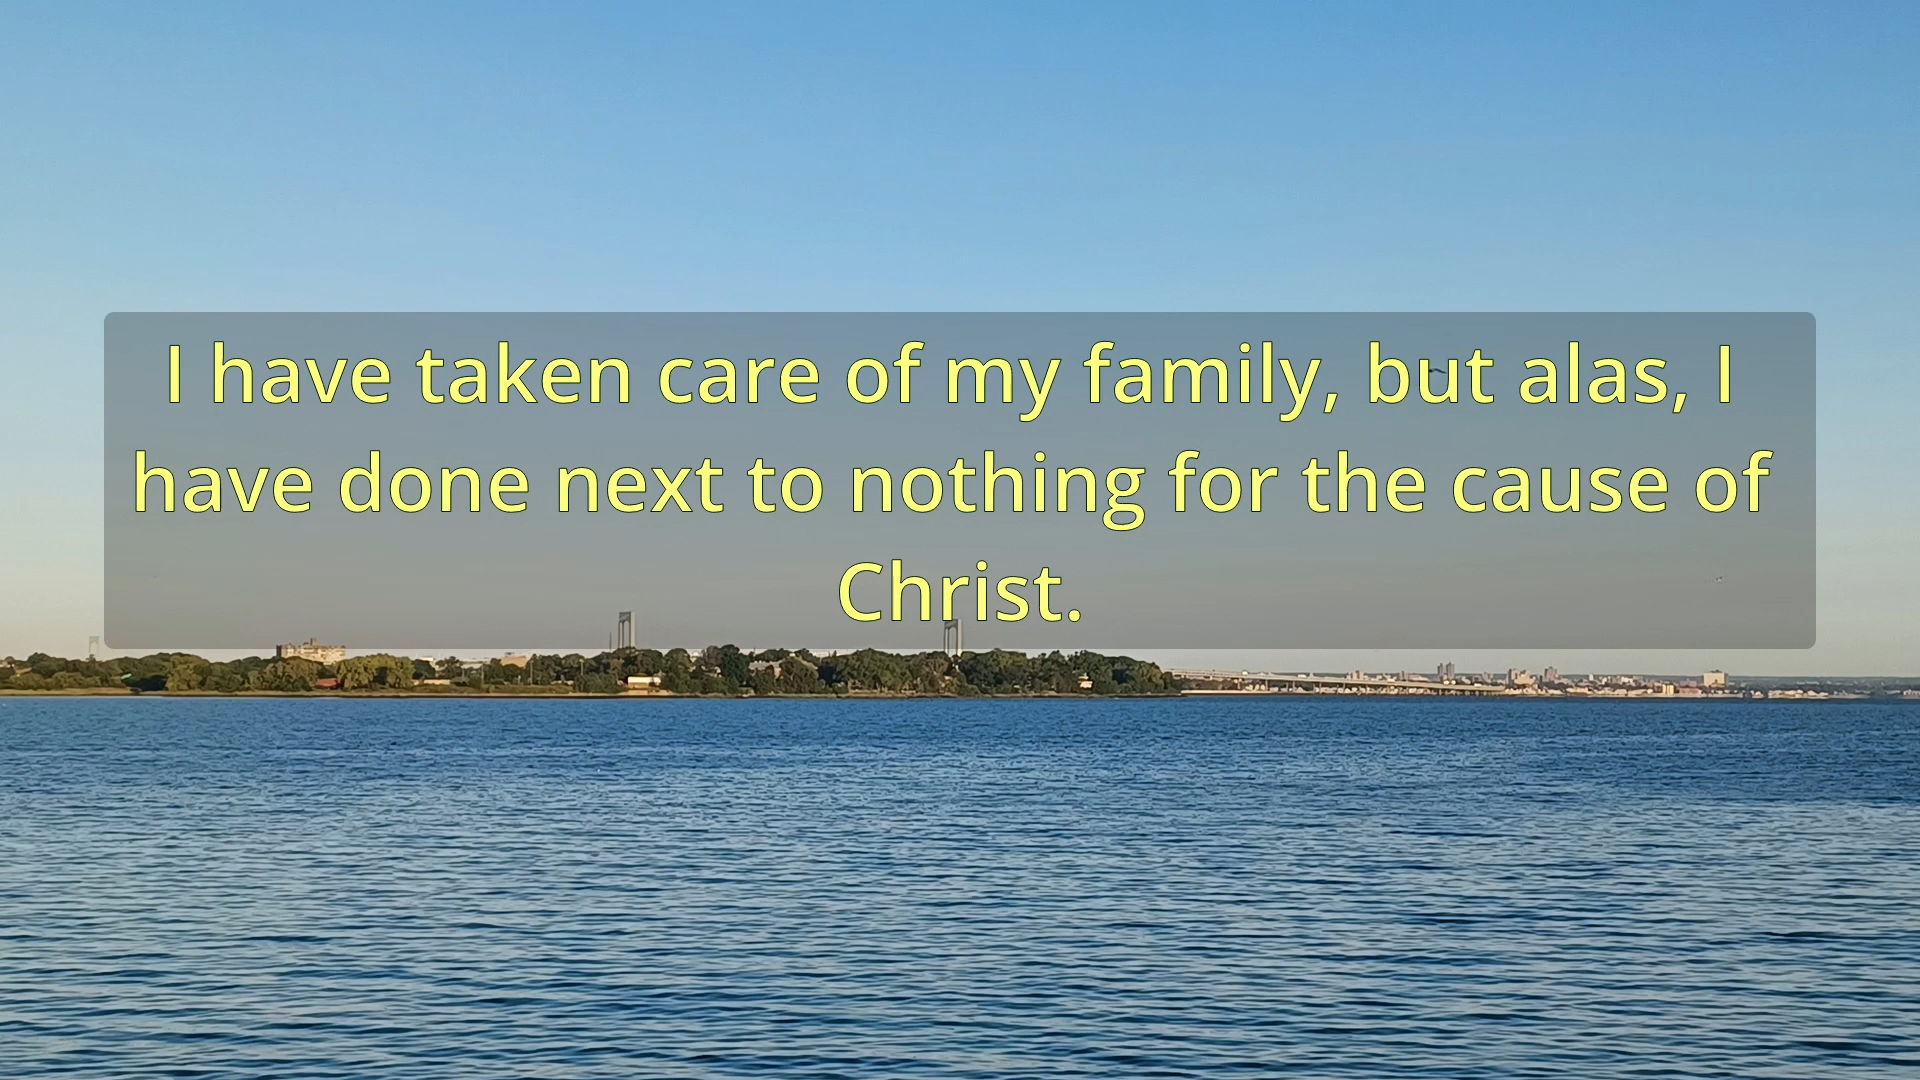 I have taken care of my family, but alas, I
have done next to nothing for the cause of
Christ.